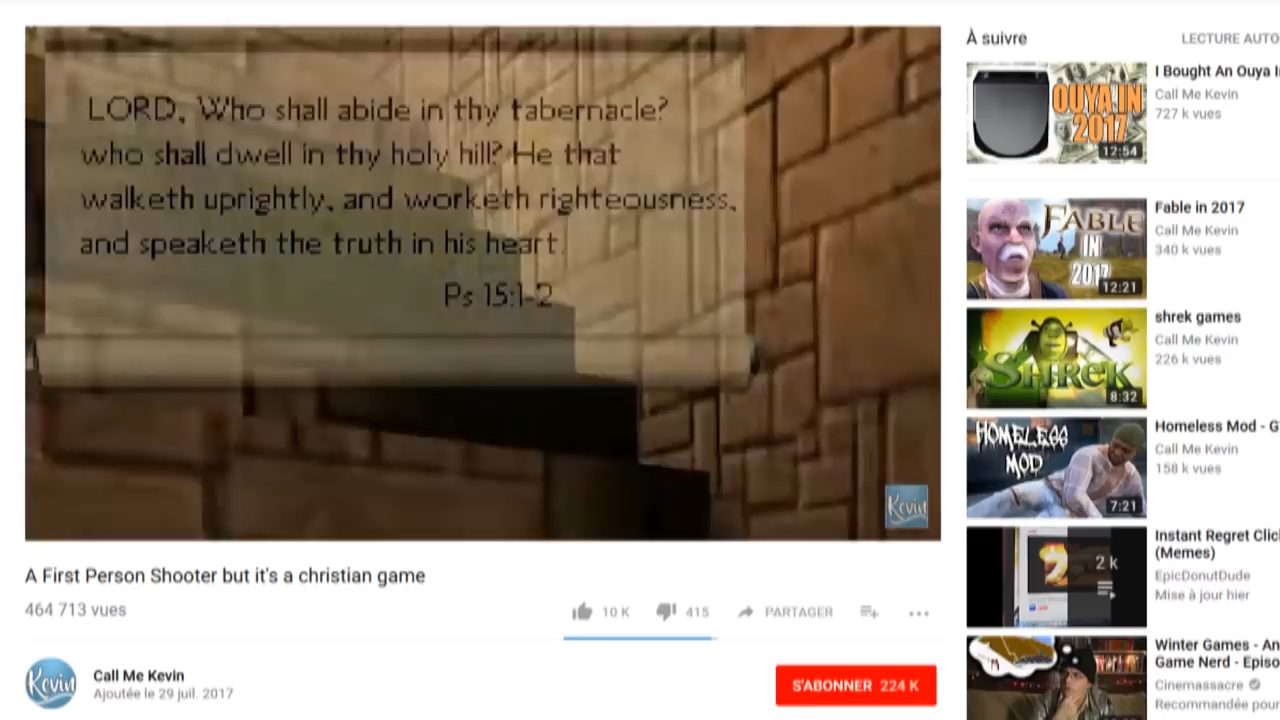 LORD, Who shall abide in thy tabernacle?
who shall dwell in thy holy hill? He that
walketh uprightly, and worketh righteousness,
and speaketh the truth in his heart.
Ps 15:1-2
Kevin
A First Person Shooter but it's a christian game
464 713 vues
10 K
415
PARTAGER
Kevin
Call Me Kevin
Ajoutée le 29 juil. 2017
S'ABONNER 224 K
À suivre
LECTURE AUTO
OUYA IN
2017
12:54
I Bought An Ouya I
Call Me Kevin
727 k vues
FABLE
IN
2017
12:21
Fable in 2017
Call Me Kevin
340 k vues
SHREK
8:32
shrek games
Call Me Kevin
226 k vues
HOMELESS
MOD
7:21
Homeless Mod - G
Call Me Kevin
158 k vues
2 k
Instant Regret Clic
(Memes)
EpicDonutDude
Mise à jour hier
Winter Games - An
Game Nerd - Episo
Cinemassacre
Recommandée pour